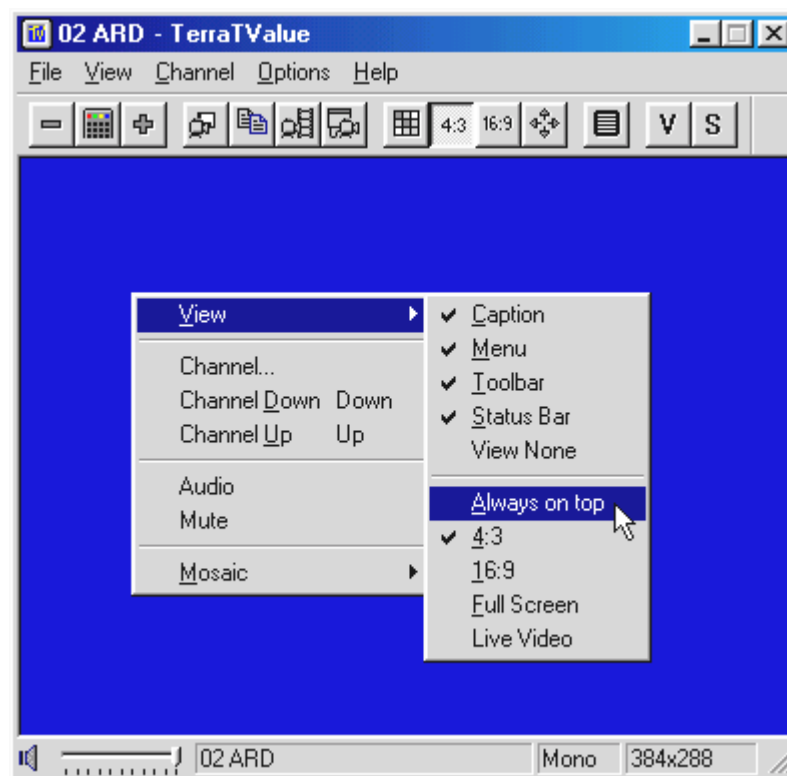 02 ARD - TerraTValue
File View Channel Options Help
4:3 16:9 V S
View
Channel...
Channel Down Down
Channel Up Up
Audio
Mute
Mosaic
Caption
Menu
Toolbar
Status Bar
View None
Always on top
4:3
16:9
Full Screen
Live Video
02 ARD Mono 384x288